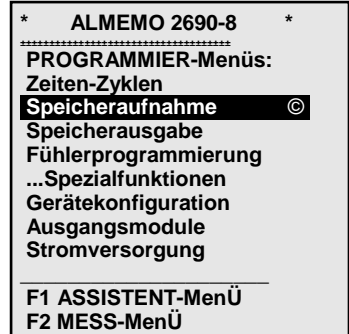 * ALMEMO 2690-8 *
PROGRAMMIER-Menüs:
Zeiten-Zyklen
Speicheraufnahme ©
Speicherausgabe
Fühlerprogrammierung
...Spezialfunktionen
Gerätekonfiguration
Ausgangsmodule
Stromversorgung
F1 ASSISTENT-MenÜ
F2 MESS-MenÜ